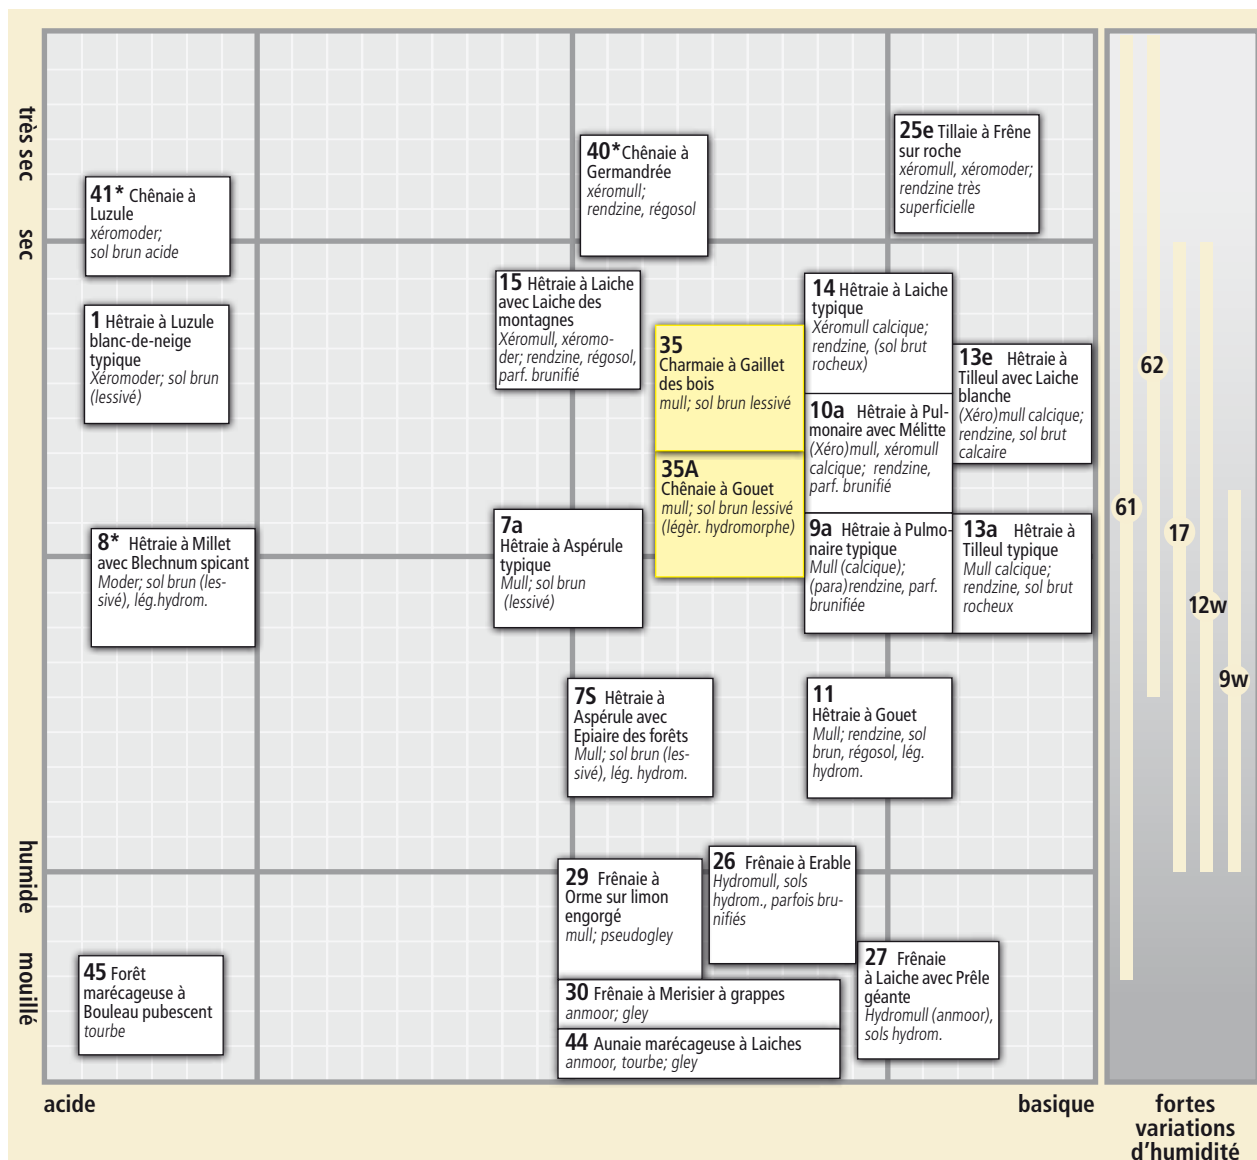 très sec
sec
humide
mouillé
41* Chênaie à
Luzule
xéromoder;
sol brun acide
40* Chênaie à
Germandrée
xéromull;
rendzine, régosol
25e Tillaie à Frêne
sur roche
xéromull, xéromoder;
rendzine très
superficielle
1 Hêtraie à Luzule
blanc-de-neige
typique
Xéromoder; sol brun
(lessivé)
15 Hêtraie à Laiche
avec Laiche des
montagnes
Xéromull, xéromo-
der; rendzine, régosol,
parf. brunifié
35
Charmaie à Gaillet
des bois
mull; sol brun lessivé
14 Hêtraie à Laiche
typique
Xéromull calcique;
rendzine, (sol brut
rocheux)
13e Hêtraie à
Tilleul avec Laiche
blanche
(Xéro)mull calcique;
rendzine, sol brut
calcaire
10a Hêtraie à Pul-
monaire avec Mélitte
(Xéro)mull, xéromull
calcique; rendzine,
parf. brunifié
35A
Chênaie à Gouet
mull; sol brun lessivé
(légèr. hydromorphe)
8* Hêtraie à Millet
avec Blechnum spicant
Moder; sol brun (les-
sivé), lég.hydrom.
7a
Hêtraie à Aspérule
typique
Mull; sol brun
(lessivé)
9a Hêtraie à Pulmo-
naire typique
Mull (calcique);
(para)rendzine, parf.
brunifiée
13a Hêtraie à
Tilleul typique
Mull calcique;
rendzine, sol brut
rocheux
7S Hêtraie à
Aspérule avec
Epiaire des forêts
Mull; sol brun (les-
sivé), lég. hydrom.
11
Hêtraie à Gouet
Mull; rendzine, sol
brun, régosol, lég.
hydrom.
29 Frênaie à
Orme sur limon
engorgé
mull; pseudogley
26 Frênaie à Erable
Hydromull, sols
hydrom., parfois bru-
nifiés
45 Forêt
marécageuse à
Bouleau pubescent
tourbe
27 Frênaie
à Laiche avec Prêle
géante
Hydromull (anmoor),
sols hydrom.
30 Frênaie à Merisier à grappes
anmoor; gley
44 Aunaie marécageuse à Laiches
anmoor, tourbe; gley
62
61
17
12w
9w
acide
basique
fortes
variations
d'humidité